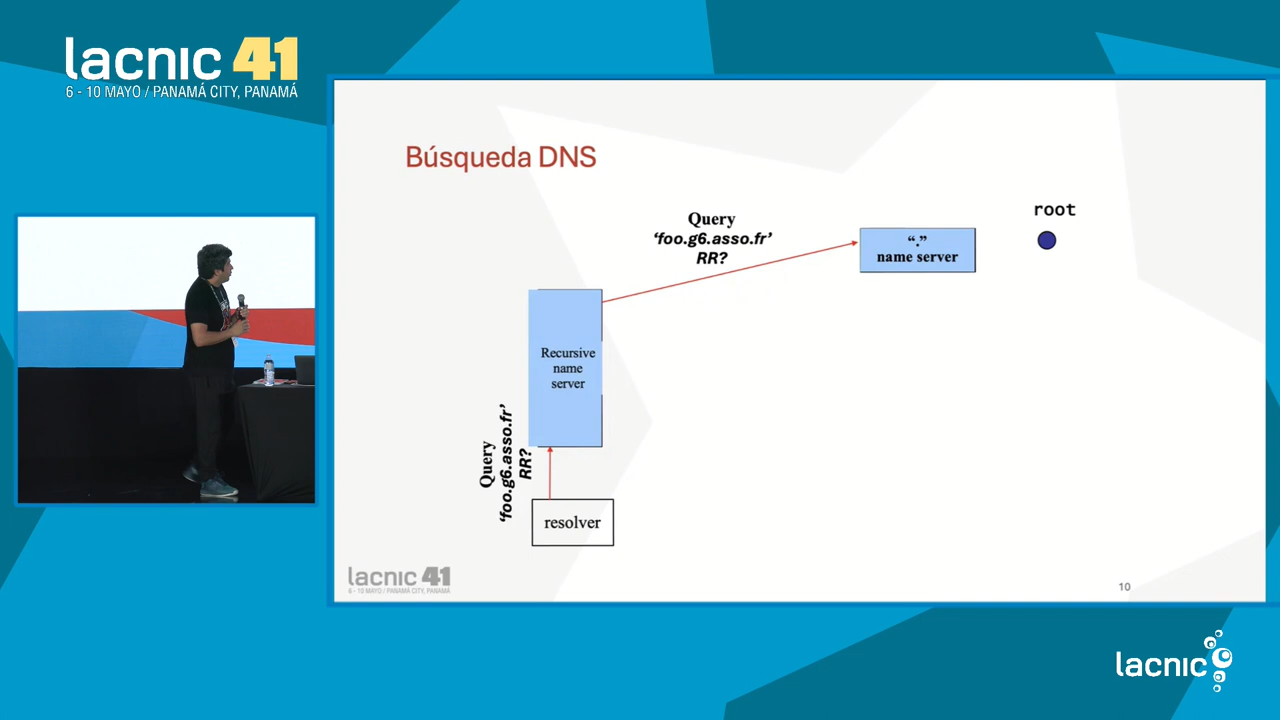 lacnic 41
6 - 10 MAYO / PANAMÁ CITY, PANAMÁ
Búsqueda DNS
Query
‘foo.g6.asso.fr’
RR?
“.”
name server
root
Recursive
name
server
Query
‘foo.g6.asso.fr’
RR?
resolver
lacnic 41
6 - 10 MAYO / PANAMÁ CITY, PANAMÁ
10
lacnic